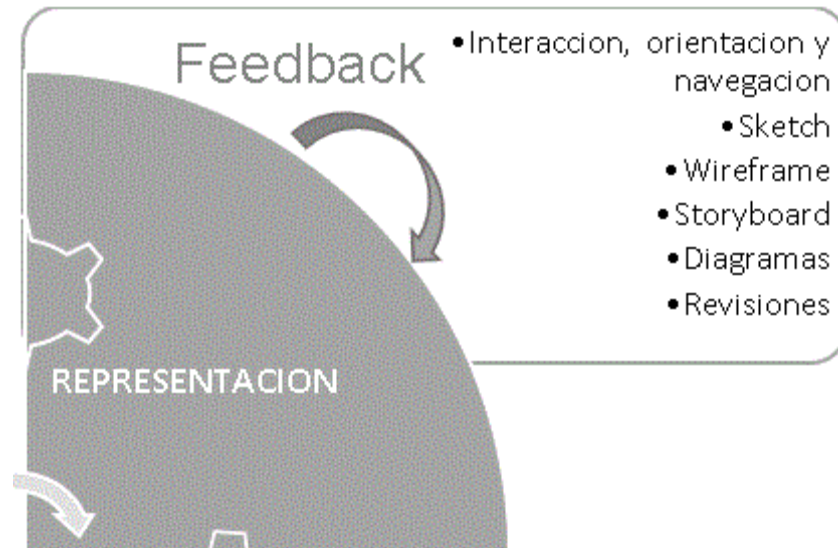 Feedback
•Interaccion, orientacion y
navegacion
•Sketch
•Wireframe
•Storyboard
•Diagramas
•Revisiones
REPRESENTACION